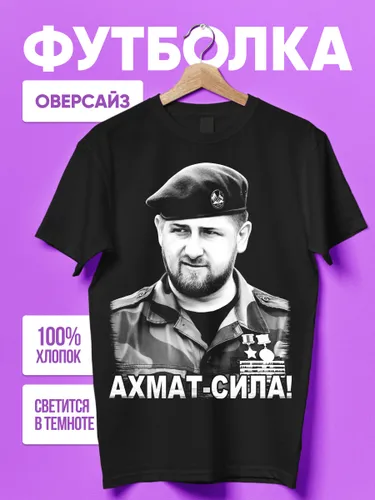 ФУТБОЛКА
ОВЕРСАЙЗ
АХМАТ-СИЛА!
100%
ХЛОПОК
СВЕТИТСЯ
В ТЕМНОТЕ